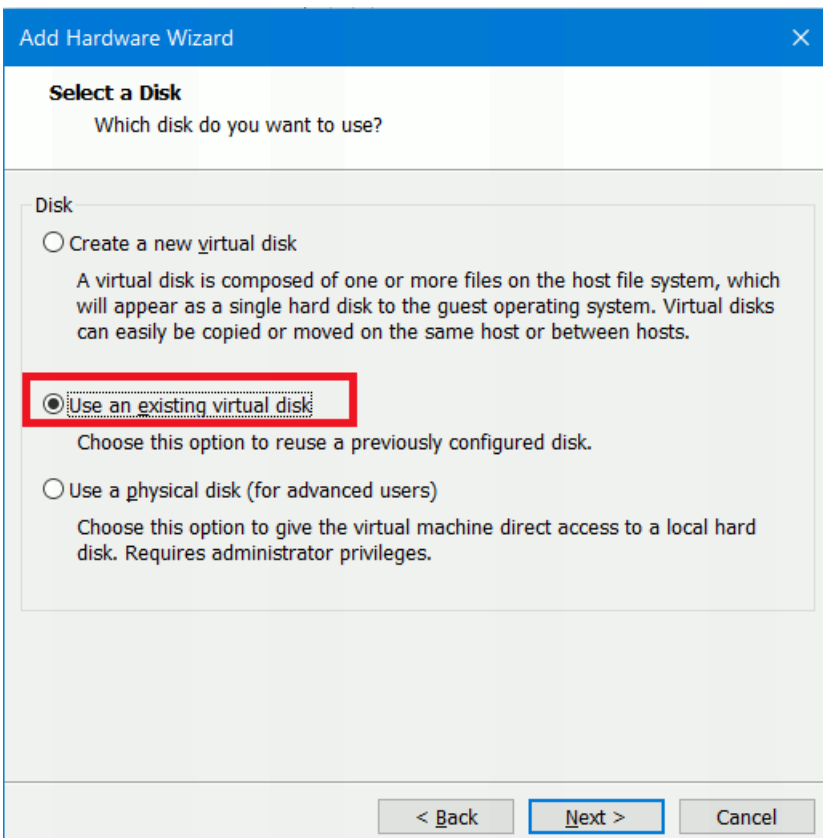 Add Hardware Wizard
Select a Disk
Which disk do you want to use?
Disk
Create a new virtual disk
A virtual disk is composed of one or more files on the host file system, which
will appear as a single hard disk to the guest operating system. Virtual disks
can easily be copied or moved on the same host or between hosts.
Use an existing virtual disk
Choose this option to reuse a previously configured disk.
Use a physical disk (for advanced users)
Choose this option to give the virtual machine direct access to a local hard
disk. Requires administrator privileges.
< Back Next > Cancel